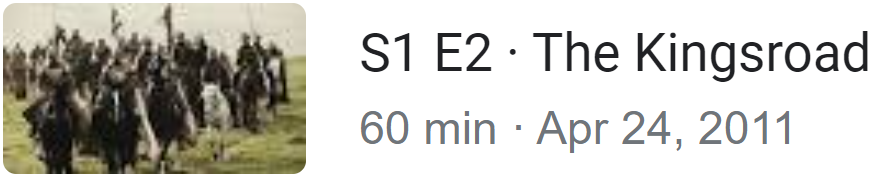 S1 E2 · The Kingsroad
60 min · Apr 24, 2011